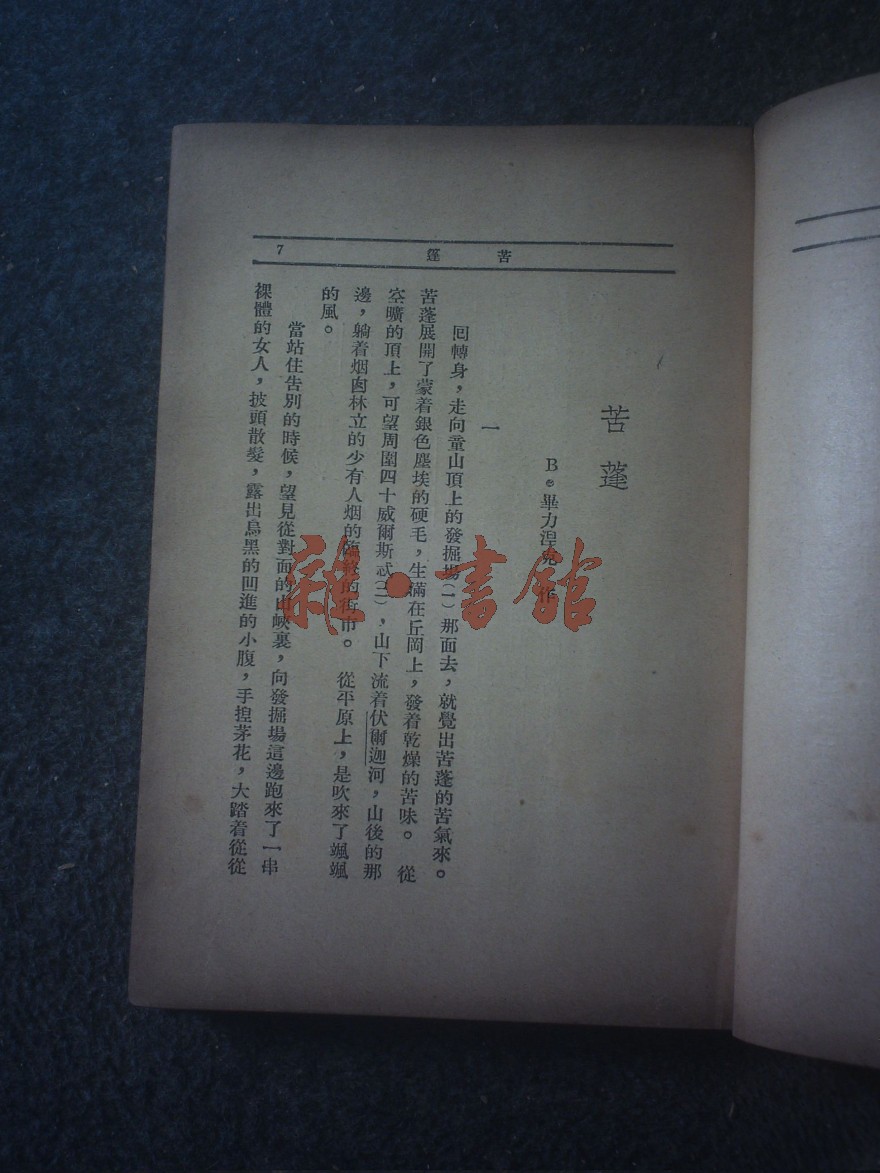 苦蓬
7
苦蓬
B。畢力涅克 作
一
囘轉身，走向童山頂上的發掘場(一)那面去，就覺出苦蓬的苦氣來。
苦蓬展開了蒙着銀色塵埃的硬毛，生滿在丘岡上，發着乾燥的苦味。從
空曠的頂上，可望周圍四十威爾斯忒(二)，山下流着伏爾迦河，山後的那
邊，躺着烟囪林立的少有人烟的臨終的街市。從平原上，是吹來了颯颯
的風。
當站住告別的時候，望見從對面的山峽裏，向發掘場這邊跑來了一串
裸體的女人，披頭散髮，露出烏黑的凹進的小腹，手揑茅花，大踏着從從
雜·書館